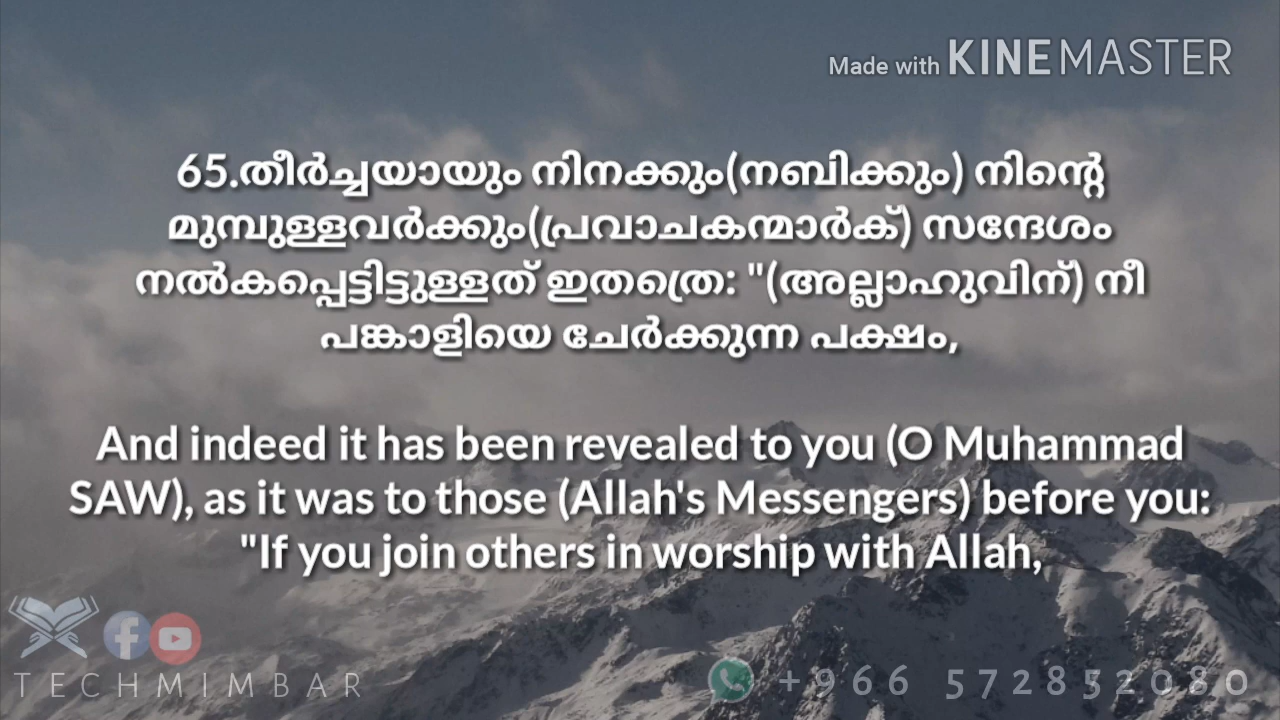 Made with KINEMASTER
65.തീർച്ചയായും നിനക്കും(നബിക്കും) നിന്റെ
മുമ്പുള്ളവർക്കും(പ്രവാചകന്മാർക്) സന്ദേശം
നൽകപ്പെട്ടിട്ടുള്ളത് ഇതത്രെ: "(അല്ലാഹുവിന്) നീ
പങ്കാളിയെ ചേർക്കുന്ന പക്ഷം,
And indeed it has been revealed to you (O Muhammad
SAW), as it was to those (Allah's Messengers) before you:
"If you join others in worship with Allah,
TECHMIMBAR
+966 572852080